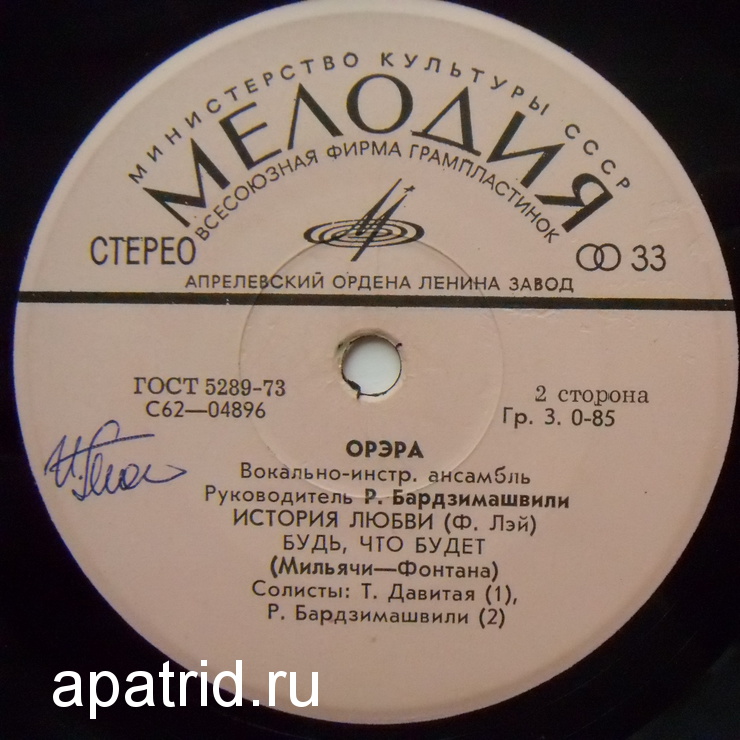 МИНИСТЕРСТВО КУЛЬТУРЫ СССР
МЕЛОДИЯ
ВСЕСОЮЗНАЯ ФИРМА ГРАМПЛАСТИНОК
СТЕРЕО
33
АПРЕЛЕВСКИЙ ОРДЕНА ЛЕНИНА ЗАВОД
ГОСТ 5289-73
С62—04896
2 сторона
Гр. 3. 0-85
ОРЭРА
Вокально-инстр. ансамбль
Руководитель Р. Бардзимашвили
ИСТОРИЯ ЛЮБВИ (Ф. Лэй)
БУДЬ, ЧТО БУДЕТ
(Мильячи—Фонтана)
Солисты: Т. Давитая (1),
Р. Бардзимашвили (2)
apatrid.ru